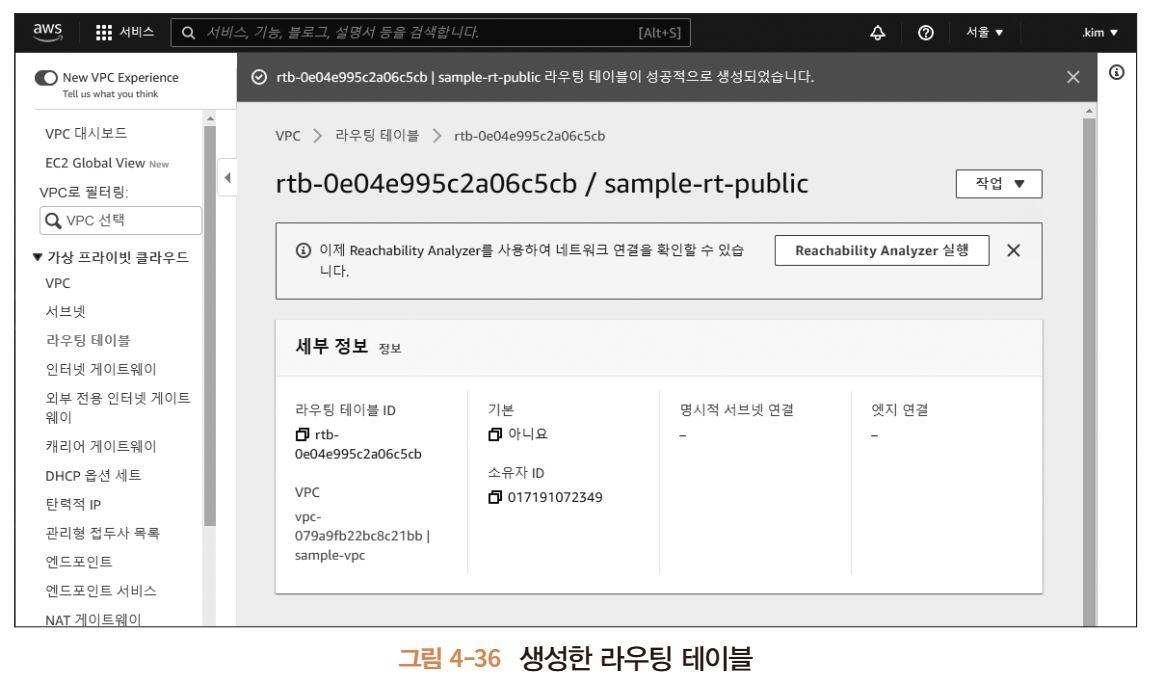 aws
서비스
서비스, 기능, 블로그, 설명서 등을 검색합니다.
[Alt+S]
서울 ▼
.kim ▼
New VPC Experience
Tell us what you think
VPC 대시보드
EC2 Global View New
VPC로 필터링:
VPC 선택
▼ 가상 프라이빗 클라우드
VPC
서브넷
라우팅 테이블
인터넷 게이트웨이
외부 전용 인터넷 게이트
웨이
캐리어 게이트웨이
DHCP 옵션 세트
탄력적 IP
관리형 접두사 목록
엔드포인트
엔드포인트 서비스
NAT 게이트웨이
rtb-0e04e995c2a06c5cb | sample-rt-public 라우팅 테이블이 성공적으로 생성되었습니다.
VPC > 라우팅 테이블 > rtb-0e04e995c2a06c5cb
rtb-0e04e995c2a06c5cb / sample-rt-public
작업 ▼
이제 Reachability Analyzer를 사용하여 네트워크 연결을 확인할 수 있습
니다.
Reachability Analyzer 실행
세부 정보 정보
라우팅 테이블 ID
rtb-
0e04e995c2a06c5cb
VPC
vpc-
079a9fb22bc8c21bb |
sample-vpc
기본
아니요
소유자 ID
017191072349
명시적 서브넷 연결
–
엣지 연결
–
그림 4-36 생성한 라우팅 테이블